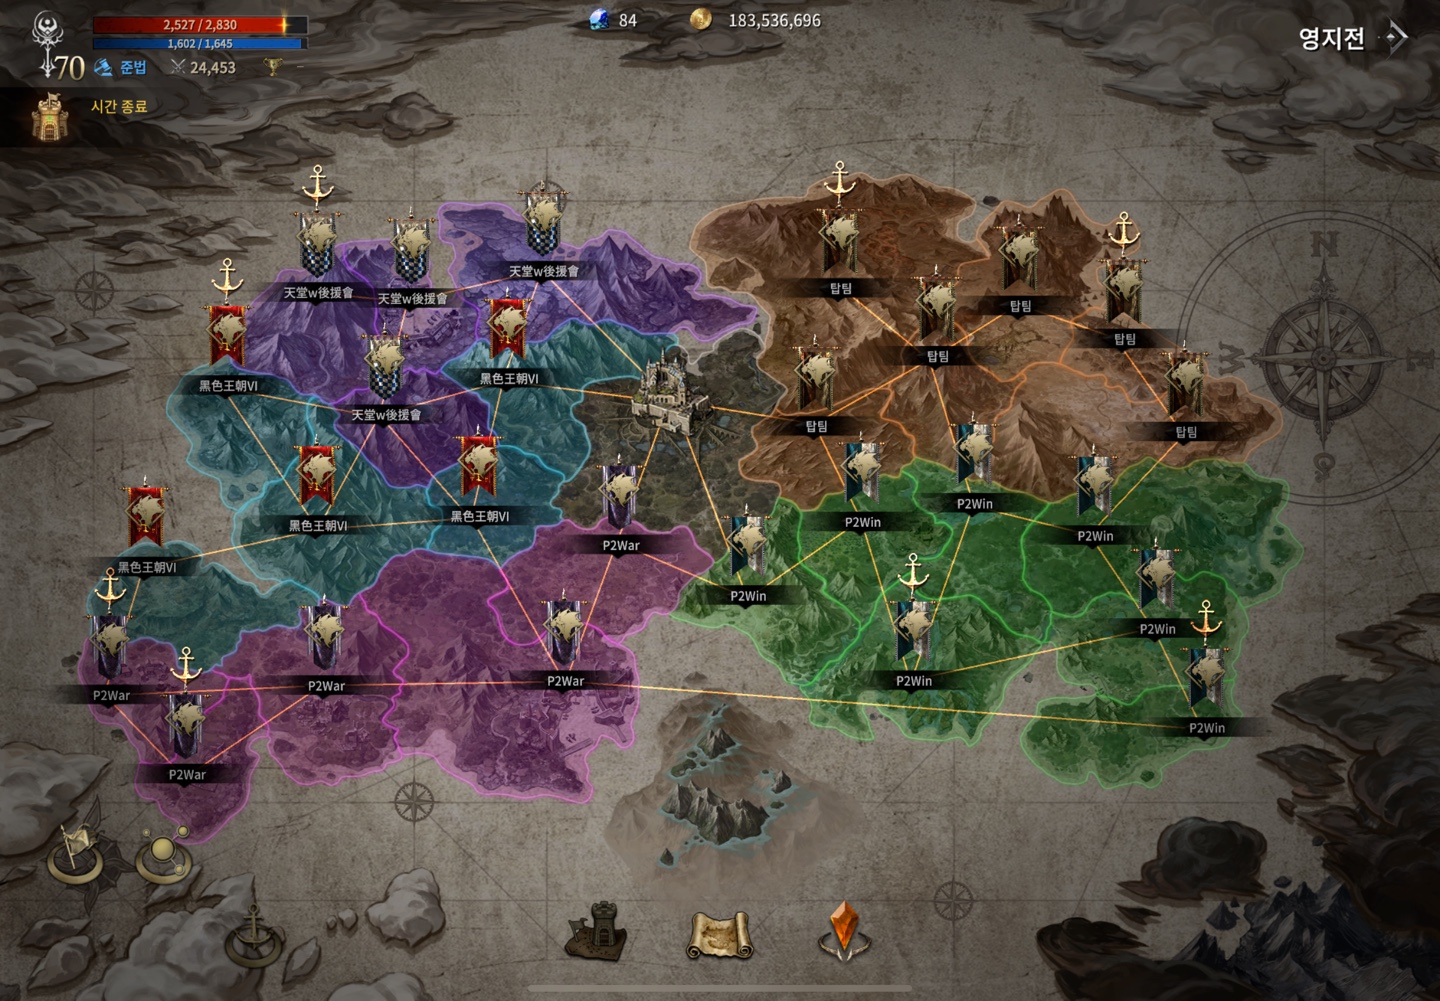 2,527 / 2,830
1,602 / 1,645
70 준법 24,453 -
84
183,536,696
영지전
시간 종료
N
天堂w後援會
天堂w後援會
天堂w後援會
탑팀
탑팀
탑팀
탑팀
탑팀
탑팀
黑色王朝VI
黑色王朝VI
天堂w後援會
黑色王朝VI
黑色王朝VI
黑色王朝VI
P2Win
P2Win
P2Win
P2War
P2Win
P2Win
P2War
P2War
P2War
P2Win
P2Win
P2War